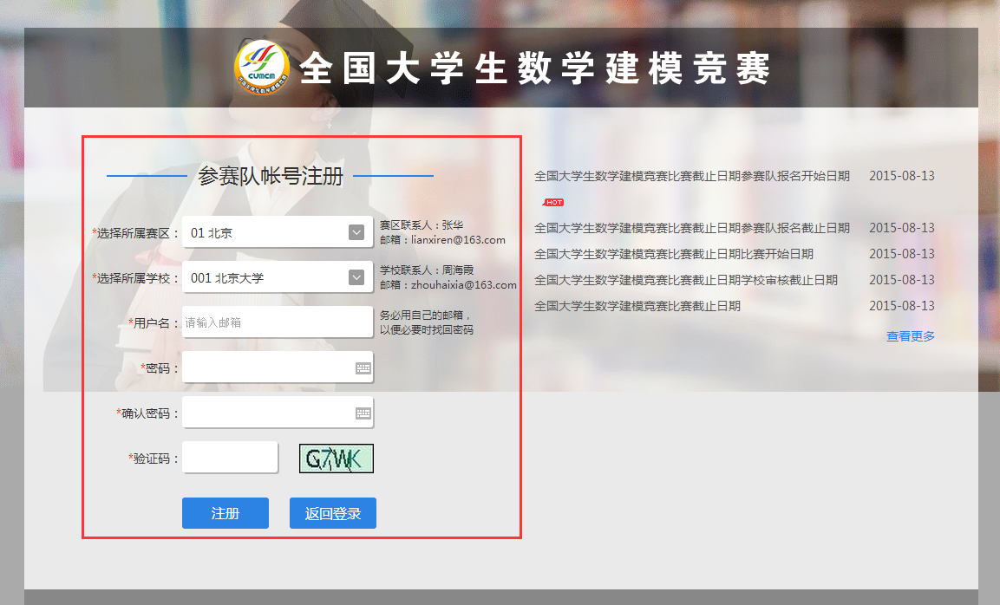 CUMCM
全国大学生数学建模竞赛
参赛队帐号注册
*选择所属赛区：
01 北京
赛区联系人：张华
邮箱：lianxiren@163.com
*选择所属学校：
001 北京大学
学校联系人：周海霞
邮箱：zhouhaixia@163.com
*用户名：
请输入邮箱
务必用自己的邮箱，
以便必要时找回密码
*密码：
*确认密码：
*验证码：
G7WK
注册
返回登录
全国大学生数学建模竞赛比赛截止日期参赛队报名开始日期 2015-08-13
HOT
全国大学生数学建模竞赛比赛截止日期参赛队报名截止日期 2015-08-13
全国大学生数学建模竞赛比赛截止日期比赛开始日期 2015-08-13
全国大学生数学建模竞赛比赛截止日期学校审核截止日期 2015-08-13
全国大学生数学建模竞赛比赛截止日期 2015-08-13
查看更多